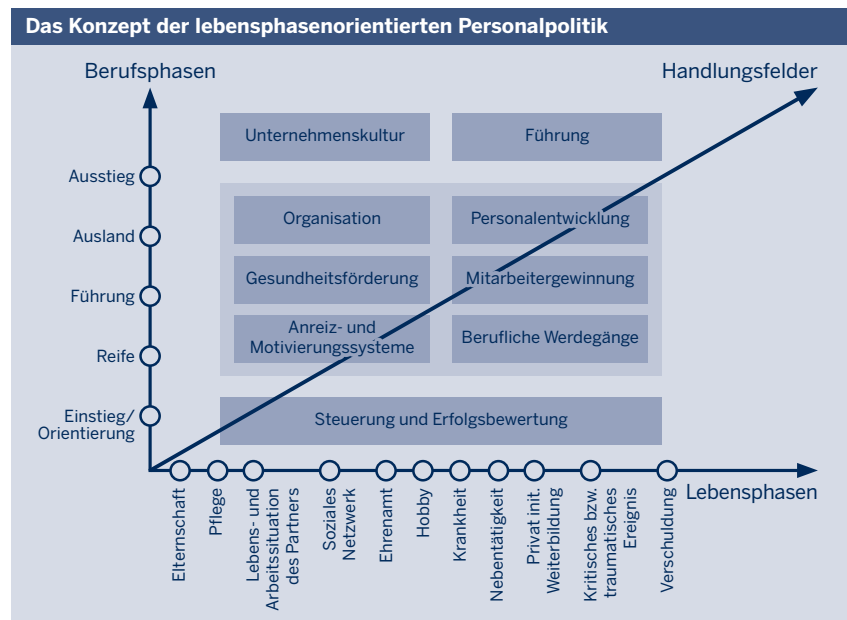 Das Konzept der lebensphasenorientierten Personalpolitik
Berufsphasen
Handlungsfelder
Unternehmenskultur
Führung
Ausstieg
Organisation
Personalentwicklung
Ausland
Gesundheitsförderung
Mitarbeitergewinnung
Führung
Anreiz- und
Motivierungssysteme
Berufliche Werdegänge
Reife
Einstieg/
Orientierung
Steuerung und Erfolgsbewertung
Lebensphasen
Elternschaft
Pflege
Lebens- und
Arbeitssituation
des Partners
Soziales
Netzwerk
Ehrenamt
Hobby
Krankheit
Nebentätigkeit
Privat init.
Weiterbildung
Kritisches bzw.
traumatisches
Ereignis
Verschuldung